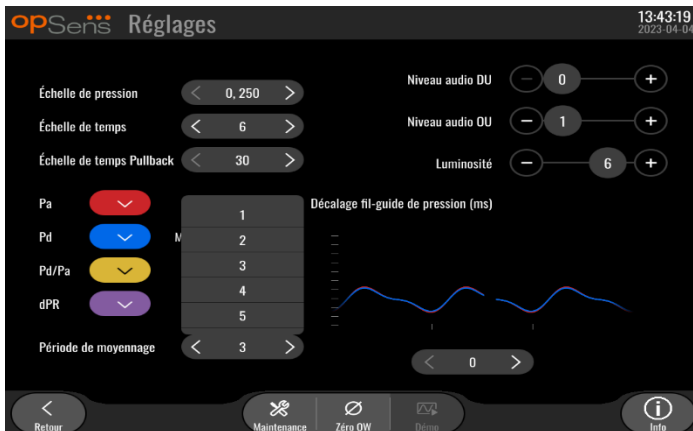 opSens Réglages
13:43:19
2023-04-04
Échelle de pression
0, 250
Échelle de temps
6
Échelle de temps Pullback
30
Niveau audio DU
0
Niveau audio OU
1
Luminosité
6
Pa
Pd
M
Pd/Pa
dPR
1
2
3
4
5
Période de moyennage
3
Décalage fil-guide de pression (ms)
0
Retour
Maintenance
Zéro OW
Démo
Info